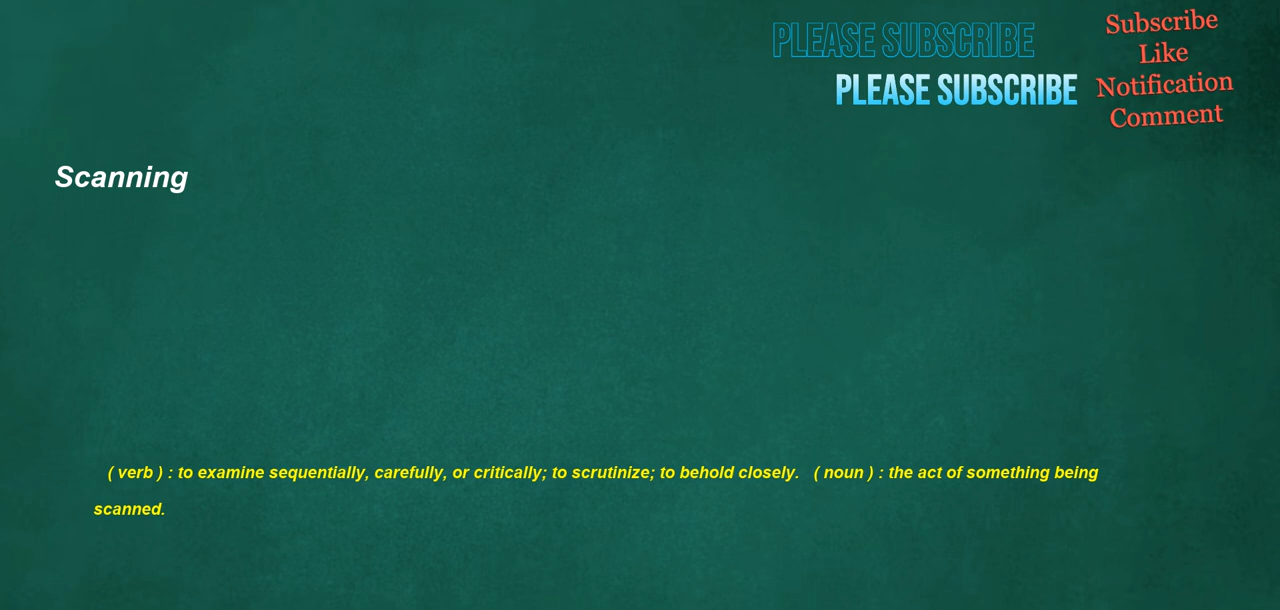 PLEASE SUBSCRIBE
PLEASE SUBSCRIBE
Subscribe
Like
Notification
Comment
Scanning
( verb ) : to examine sequentially, carefully, or critically; to scrutinize; to behold closely. ( noun ) : the act of something being
scanned.